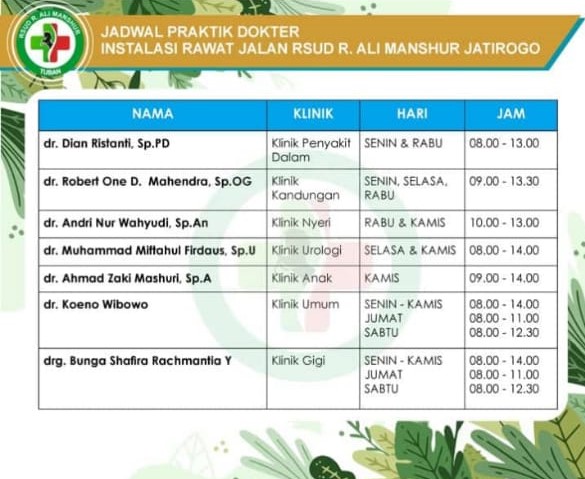 RSUD R. ALI MANSHUR
TUBAN
JADWAL PRAKTIK DOKTER
INSTALASI RAWAT JALAN RSUD R. ALI MANSHUR JATIROGO
NAMA KLINIK HARI JAM
dr. Dian Ristanti, Sp.PD Klinik Penyakit SENIN & RABU 08.00 - 13.00
Dalam
dr. Robert One D. Mahendra, Sp.OG Klinik SENIN, SELASA, 09.00 - 13.30
Kandungan RABU
dr. Andri Nur Wahyudi, Sp.An Klinik Nyeri RABU & KAMIS 10.00 - 13.00
dr. Muhammad Miftahul Firdaus, Sp.U Klinik Urologi SELASA & KAMIS 08.00 - 14.00
dr. Ahmad Zaki Mashuri, Sp.A Klinik Anak KAMIS 09.00 - 14.00
dr. Koeno Wibowo Klinik Umum SENIN - KAMIS 08.00 - 14.00
JUMAT 08.00 - 11.00
SABTU 08.00 - 12.30
drg. Bunga Shafira Rachmantia Y Klinik Gigi SENIN - KAMIS 08.00 - 14.00
JUMAT 08.00 - 11.00
SABTU 08.00 - 12.30